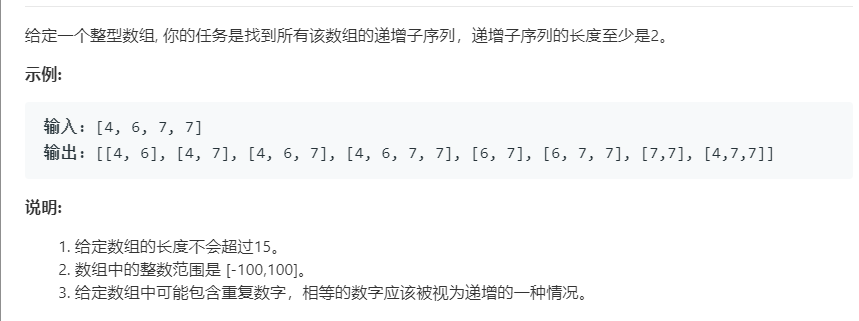 给定一个整型数组, 你的任务是找到所有该数组的递增子序列，递增子序列的长度至少是2。
示例:
输入：[4, 6, 7, 7]
输出：[[4, 6], [4, 7], [4, 6, 7], [4, 6, 7, 7], [6, 7], [6, 7, 7], [7,7], [4,7,7]]
说明:
1. 给定数组的长度不会超过15。
2. 数组中的整数范围是 [-100,100]。
3. 给定数组中可能包含重复数字，相等的数字应该被视为递增的一种情况。